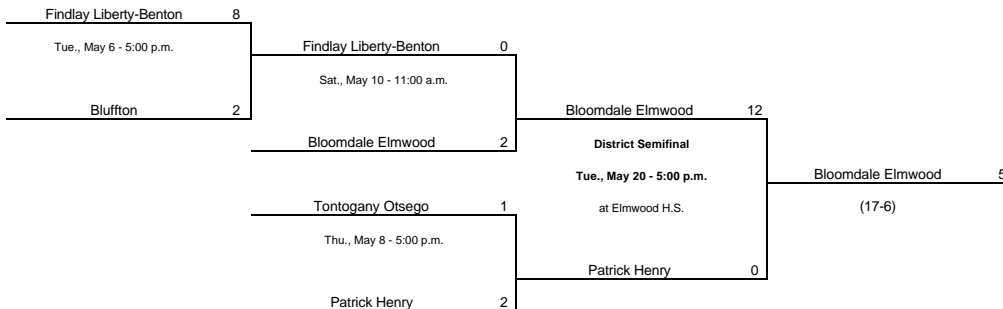 Findlay Liberty-Benton 8
Tue., May 6 - 5:00 p.m.
Findlay Liberty-Benton 0
Sat., May 10 - 11:00 a.m.
Bluffton 2
Bloomdale Elmwood 12
Bloomdale Elmwood 2
District Semifinal
Tue., May 20 - 5:00 p.m.
Bloomdale Elmwood 5
Tontogany Otsego 1
at Elmwood H.S.
(17-6)
Thu., May 8 - 5:00 p.m.
Patrick Henry 0
Patrick Henry 2